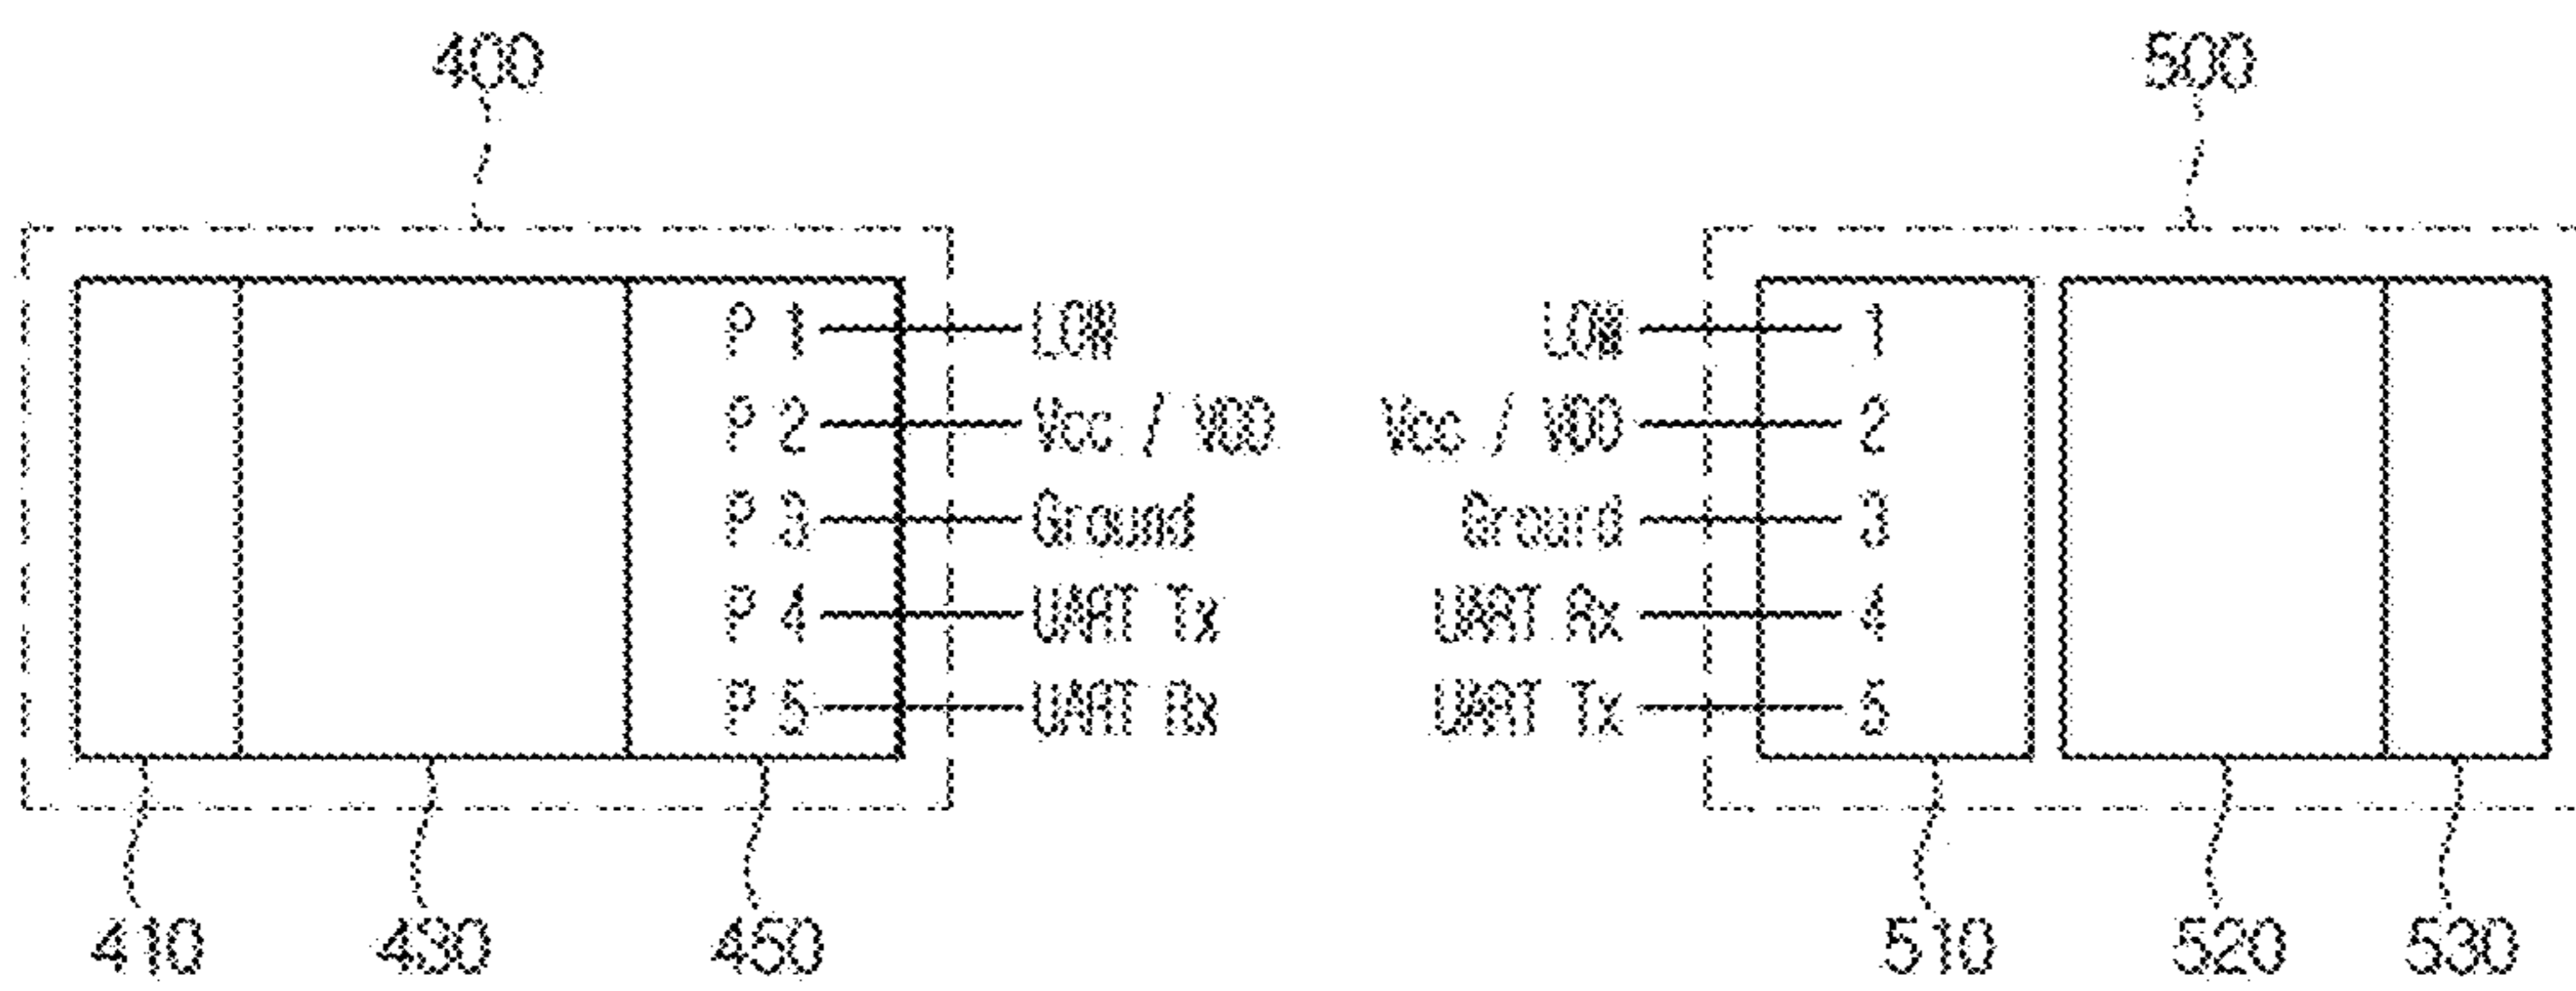 400 500
P 1 LOW LOW 1
P 2 Vcc / VDD Vcc / VDD 2
P 3 Ground Ground 3
P 4 UART Tx UART Rx 4
P 5 UART Rx UART Tx 5
410 430 450 510 520 530